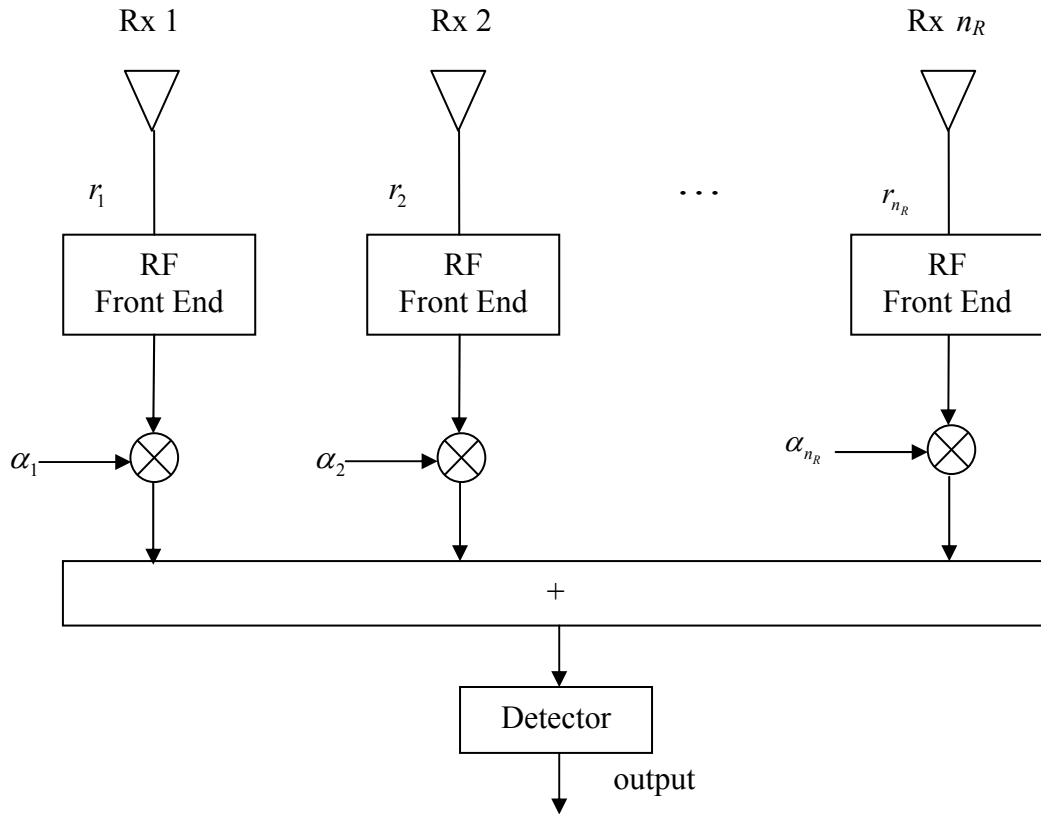 Rx 1 Rx 2 Rx n_R
r_1 r_2 ... r_{n_R}
RF RF RF
Front End Front End Front End
α_1 α_2 α_{n_R}
+
Detector
output